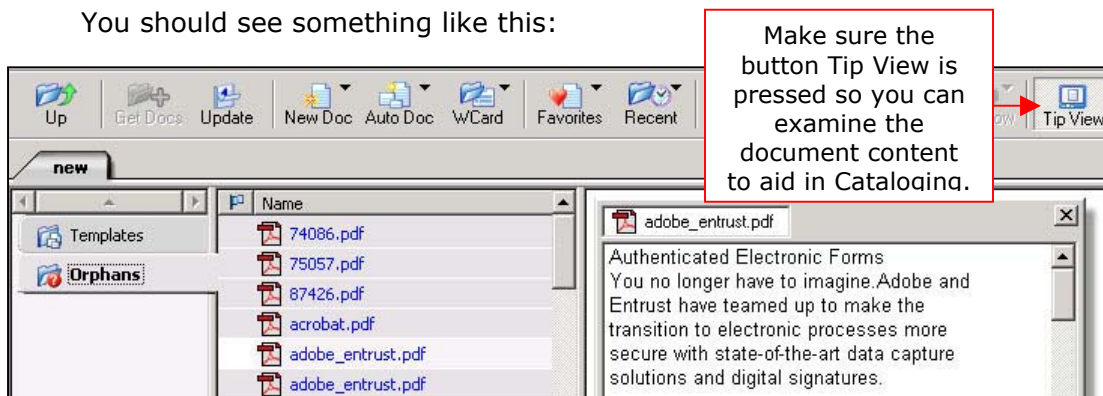 You should see something like this:
Make sure the
button Tip View is
pressed so you can
examine the
document content
to aid in Cataloging.
Up
Get Docs
Update
New Doc
Auto Doc
WCard
Favorites
Recent
Tip View
new
Templates
Orphans
Name
74086.pdf
75057.pdf
87426.pdf
acrobat.pdf
adobe_entrust.pdf
adobe_entrust.pdf
adobe_entrust.pdf
Authenticated Electronic Forms
You no longer have to imagine.Adobe and
Entrust have teamed up to make the
transition to electronic processes more
secure with state-of-the-art data capture
solutions and digital signatures.